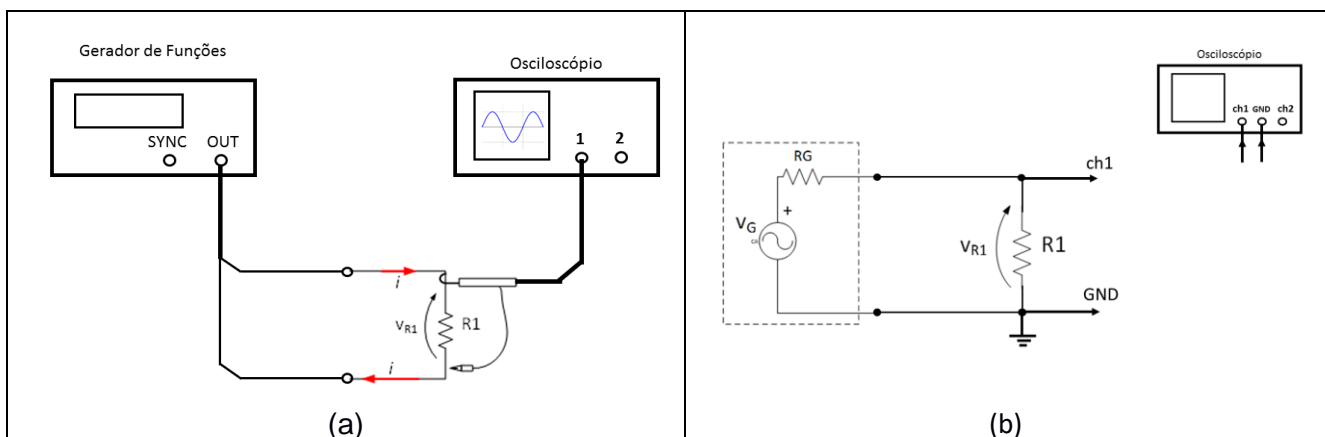 Gerador de Funções
SYNC OUT
Osciloscópio
1 2
i
VR1 R1
i
(a)
Osciloscópio
ch1 GND ch2
RG
ch1
+
VG
VR1 R1
GND
(b)